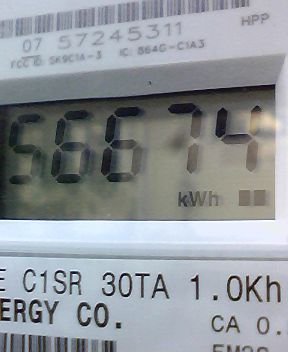 HPP
07 57245311
FCC ID: SK9C1A-3 IC: 864G-C1A3
56674
kWh
E C1SR 30TA 1.0Kh
ERGY CO.
CA 0.